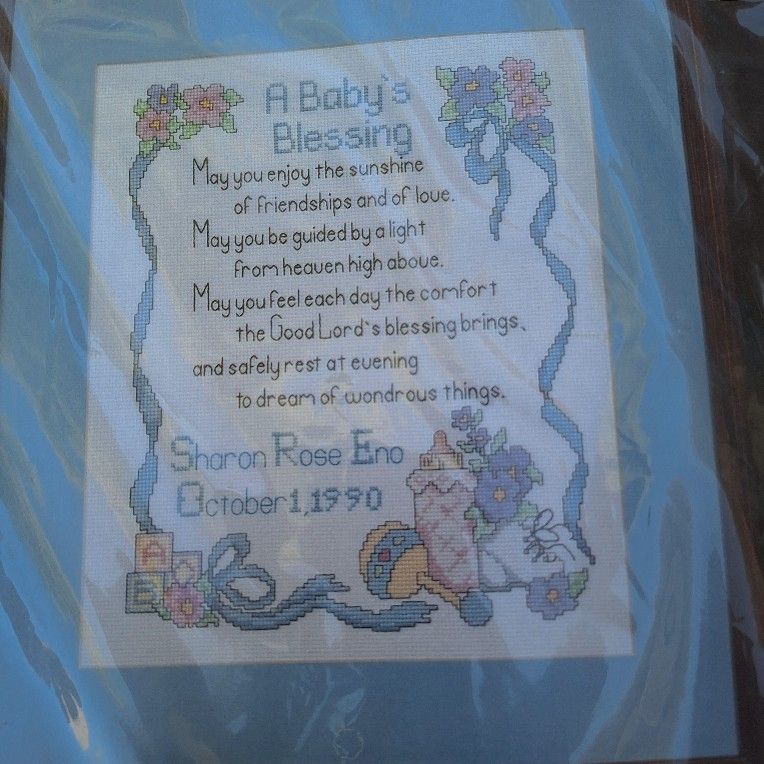 A Baby's
Blessing
May you enjoy the sunshine
of friendships and of love.
May you be guided by a light
from heaven high above.
May you feel each day the comfort
the Good Lord's blessing brings,
and safely rest at evening
to dream of wondrous things.
Sharon Rose Eno
October 1, 1990
A
B